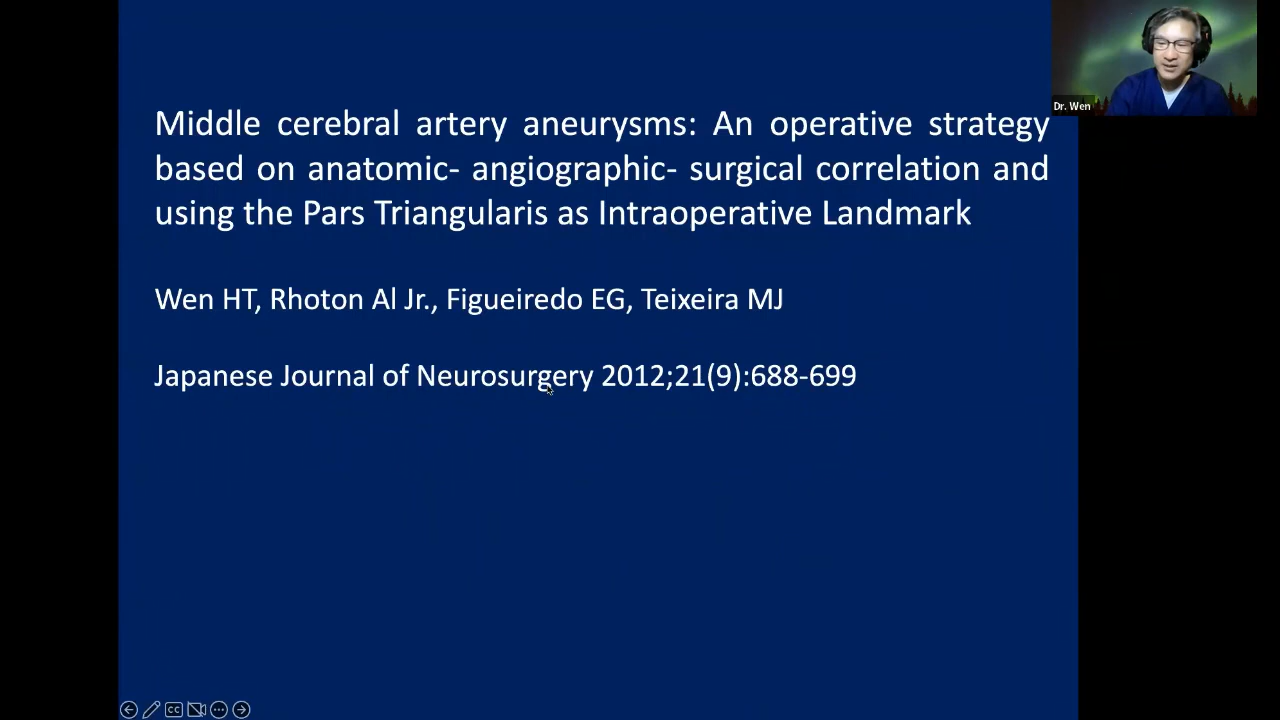 Middle cerebral artery aneurysms: An operative strategy
based on anatomic- angiographic- surgical correlation and
using the Pars Triangularis as Intraoperative Landmark
Wen HT, Rhoton Al Jr., Figueiredo EG, Teixeira MJ
Japanese Journal of Neurosurgery 2012;21(9):688-699
Dr. Wen
CC